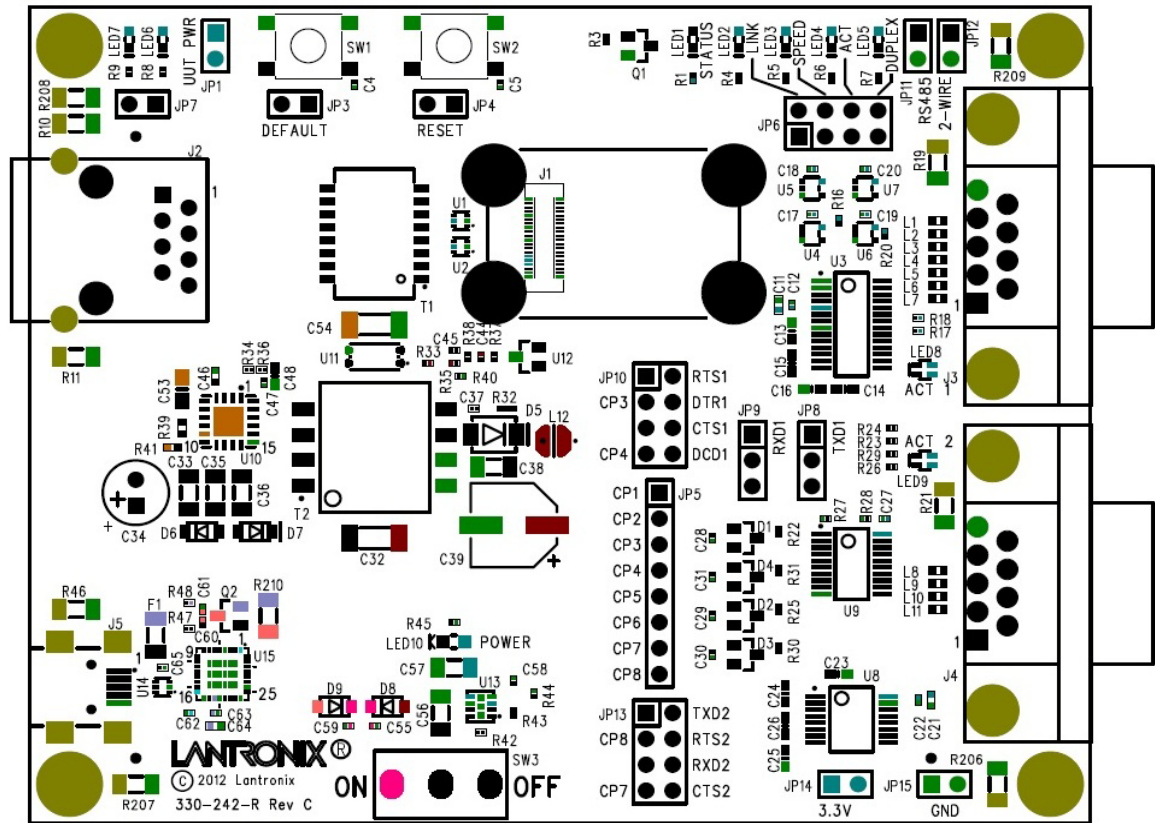 LED7
LED6
UUT PWR
JP1
R9
R8
SW1
C4
SW2
C5
R3
Q1
LED1
STATUS
R1
LED2
LINK
R4
LED3
SPEED
R5
LED4
ACT
R6
LED5
DUPLEX
R7
JP11
RS485
JP12
2-WIRE
R209
R208
R10
JP7
JP3
DEFAULT
JP4
RESET
JP6
J2
1
R11
T1
U1
U2
J1
C18
U5
C20
U7
R16
C17
U4
C19
U6
R20
R19
U3
C11
C12
C13
C15
C16
C14
L1
L2
L3
L4
L5
L6
L7
1
R18
R17
LED8
ACT 1
J3
C54
U11
R33
C45
R38
C44
R37
R35
R40
U12
C53
C46
R34
R36
C47
C48
1
R39
R41
10
15
U10
C33
C35
C36
+
+
C34
D6
D7
T2
C37
R32
D5
L12
C38
C32
C39
+
JP10
RTS1
CP3
DTR1
CTS1
CP4
DCD1
JP9
RXD1
JP8
TXD1
R24
R23
R29
R26
ACT 2
LED9
R21
CP1
JP5
CP2
CP3
CP4
CP5
CP6
CP7
CP8
C28
D1
R22
C31
D4
R31
C29
D2
R25
C30
D3
R30
R27
R28
C27
U9
L8
L9
L10
L11
1
J4
R46
J5
1
F1
R48
C61
Q2
R210
R47
C60
U14
C65
9
1
U15
16
25
C62
C63
C64
R45
LED10
POWER
C57
C58
U13
R44
R43
C56
R42
D9
D8
C59
C55
JP13
TXD2
CP8
RTS2
RXD2
CP7
CTS2
C23
U8
C24
C26
C25
C22
C21
LANTRONIX ®
© 2012 Lantronix
330-242-R Rev C
R207
SW3
ON
OFF
JP14
3.3V
JP15
GND
R206